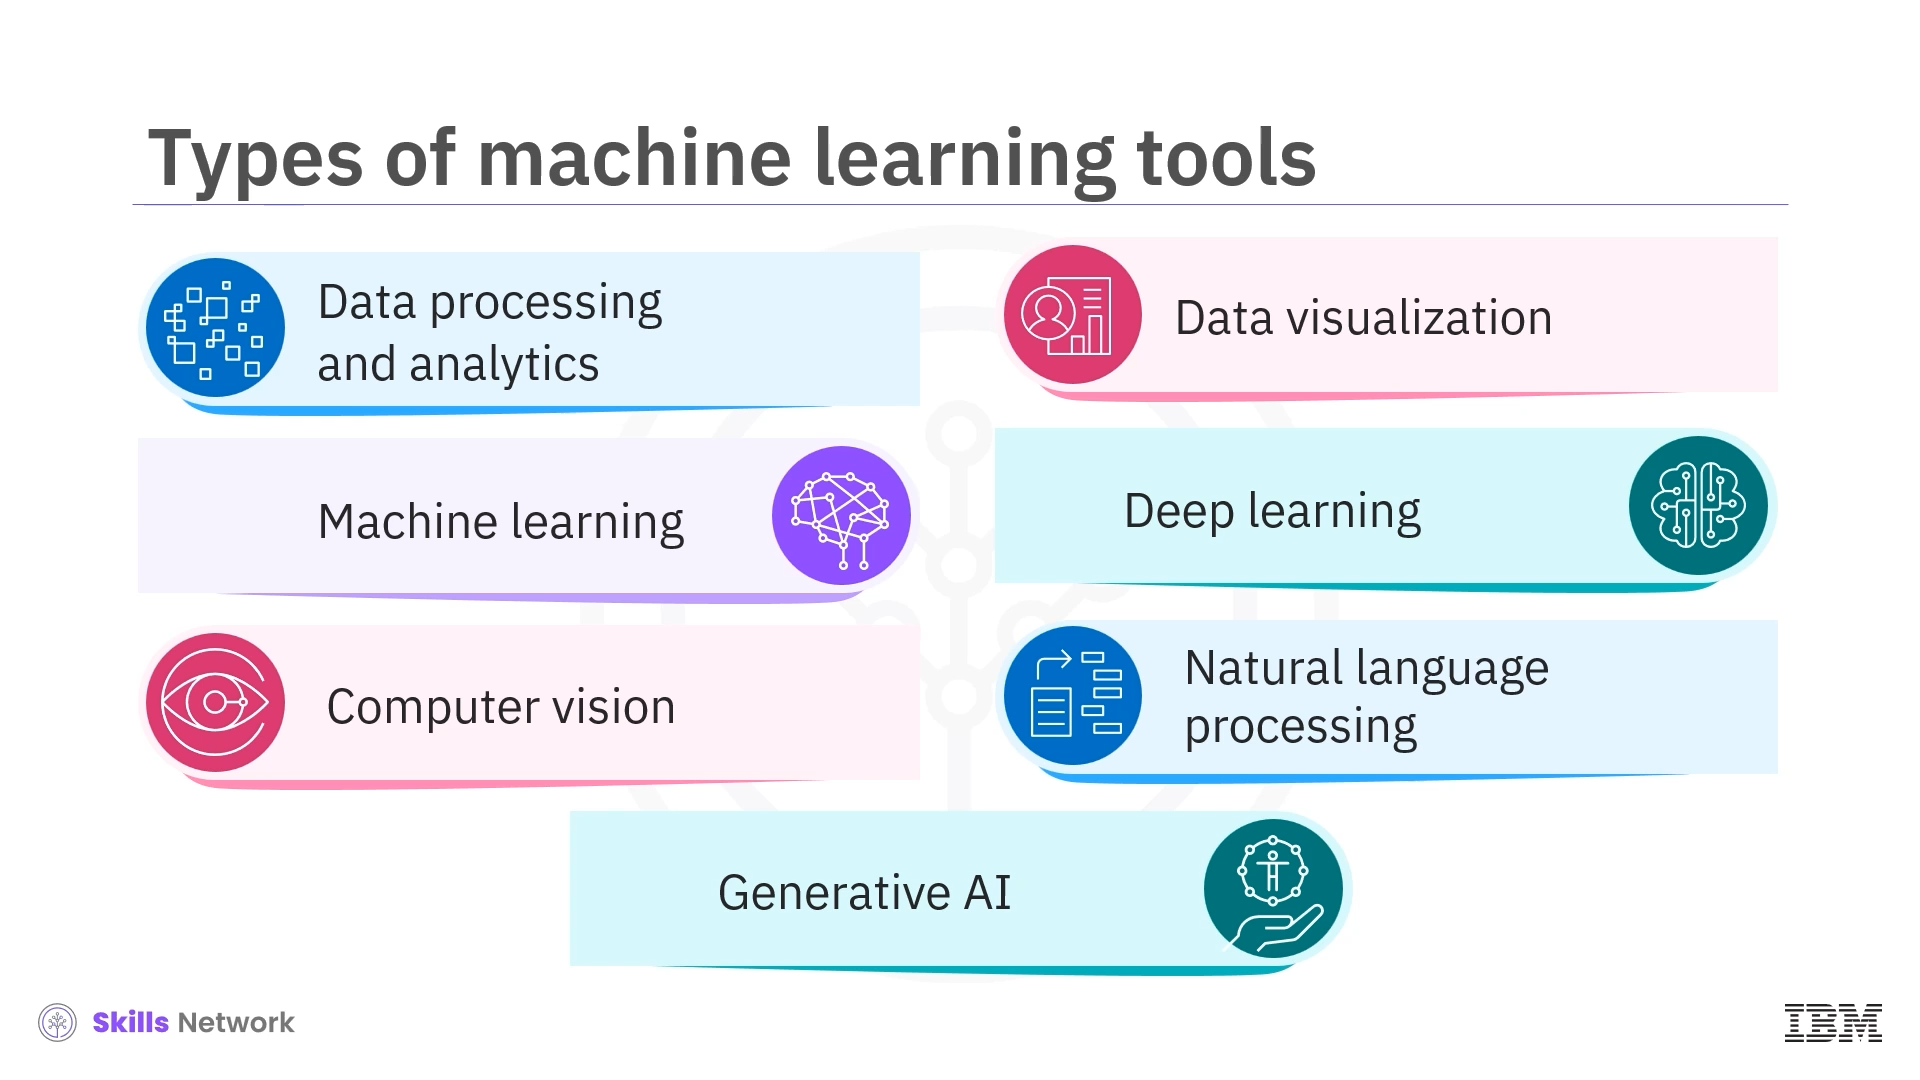 Types of machine learning tools
Data processing
and analytics
Data visualization
Machine learning
Deep learning
Computer vision
Natural language
processing
Generative AI
Skills Network
IBM